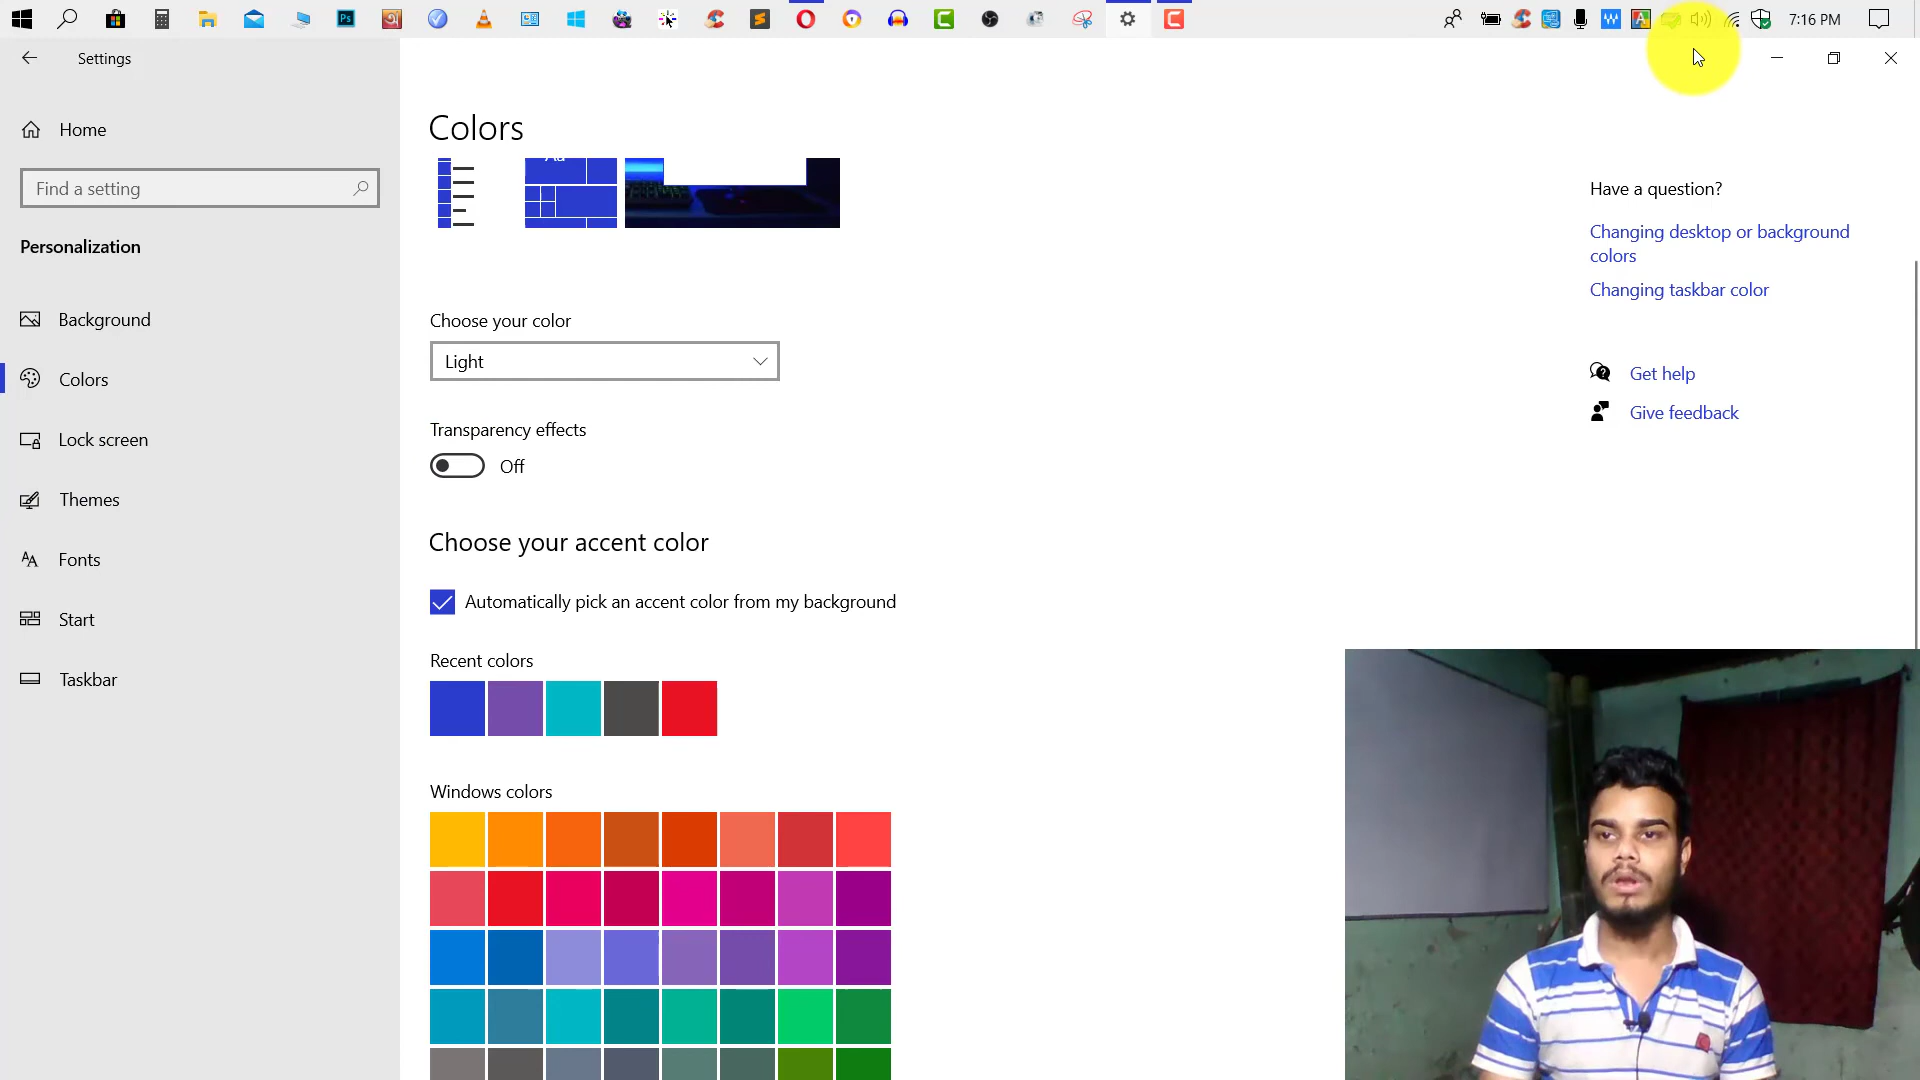 7:16 PM
Settings
Home
Find a setting
Personalization
Background
Colors
Lock screen
Themes
Fonts
Start
Taskbar
Colors
Choose your color
Light
Transparency effects
Off
Choose your accent color
Automatically pick an accent color from my background
Recent colors
Windows colors
Have a question?
Changing desktop or background
colors
Changing taskbar color
Get help
Give feedback